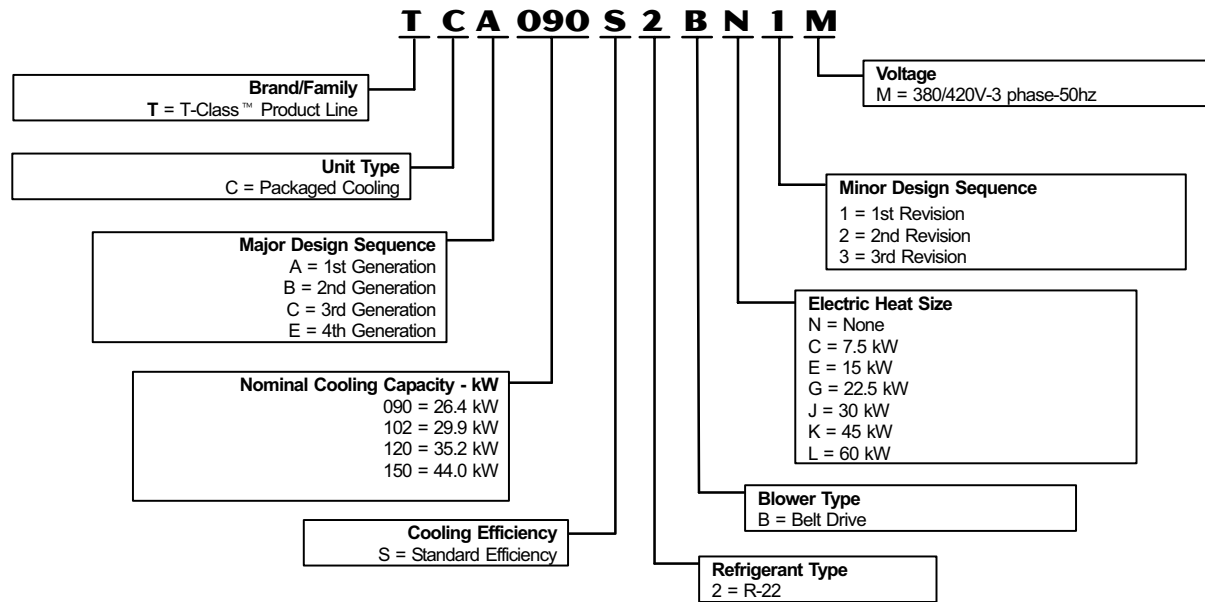 T C A 090 S 2 B N 1 M
Brand/Family
T = T-Class™ Product Line
Voltage
M = 380/420V-3 phase-50hz
Unit Type
C = Packaged Cooling
Minor Design Sequence
1 = 1st Revision
2 = 2nd Revision
3 = 3rd Revision
Major Design Sequence
A = 1st Generation
B = 2nd Generation
C = 3rd Generation
E = 4th Generation
Electric Heat Size
N = None
C = 7.5 kW
E = 15 kW
G = 22.5 kW
J = 30 kW
K = 45 kW
L = 60 kW
Nominal Cooling Capacity - kW
090 = 26.4 kW
102 = 29.9 kW
120 = 35.2 kW
150 = 44.0 kW
Blower Type
B = Belt Drive
Cooling Efficiency
S = Standard Efficiency
Refrigerant Type
2 = R-22